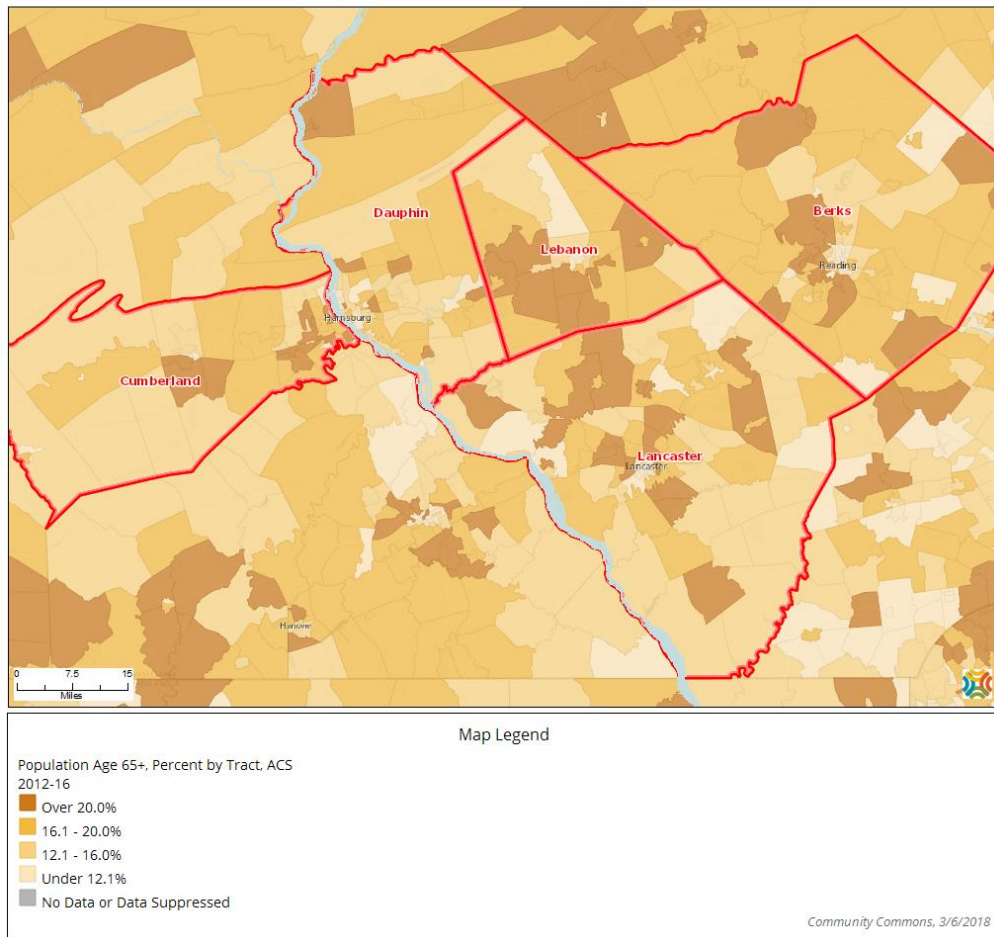 Dauphin
Berks
Lebanon
Reading
Harrisburg
Cumberland
Lancaster
Lancaster
Hanover
0 7.5 15
Miles
Map Legend
Population Age 65+, Percent by Tract, ACS
2012-16
Over 20.0%
16.1 - 20.0%
12.1 - 16.0%
Under 12.1%
No Data or Data Suppressed
Community Commons, 3/6/2018